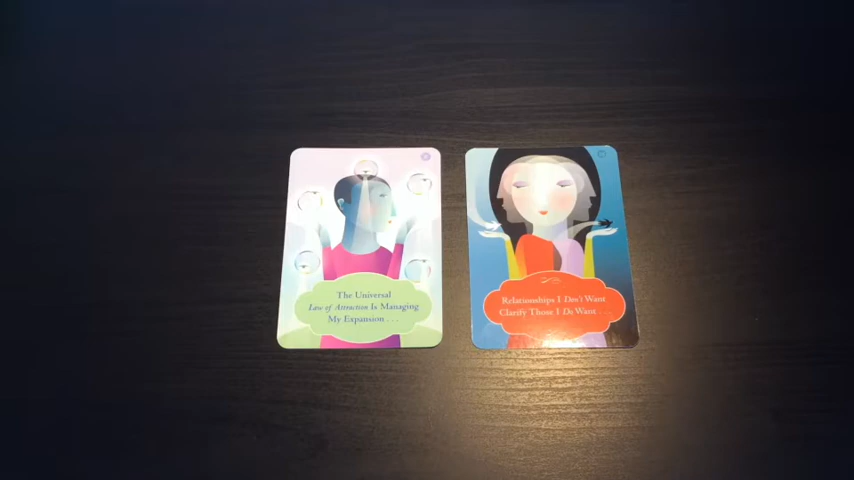 The Universal
Law of Attraction Is Managing
My Expansion . . .
Relationships I Don't Want
Clarify Those I Do Want . . .